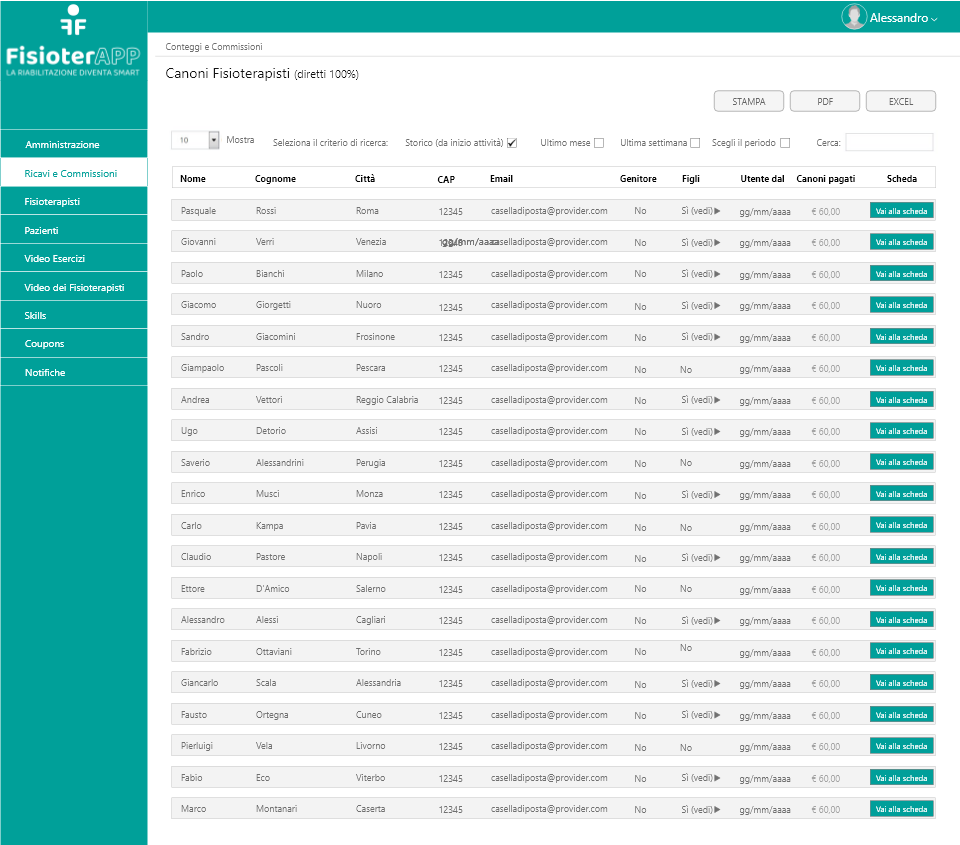 Alessandro
FisioterAPP
LA RIABILITAZIONE DIVENTA SMART
Amministrazione
Ricavi e Commissioni
Fisioterapisti
Pazienti
Video Esercizi
Video dei Fisioterapisti
Skills
Coupons
Notifiche
Conteggi e Commissioni
Canoni Fisioterapisti (diretti 100%)
STAMPA PDF EXCEL
10 Mostra Seleziona il criterio di ricerca: Storico (da inizio attività) Ultimo mese Ultima settimana Scegli il periodo Cerca:
Nome Cognome Città CAP Email Genitore Figli Utente dal Canoni pagati Scheda
Pasquale Rossi Roma 12345 caselladiposta@provider.com No Sì (vedi) gg/mm/aaaa € 60,00 Vai alla scheda
Giovanni Verri Venezia gg/mm/aaaa caselladiposta@provider.com No Sì (vedi) gg/mm/aaaa € 60,00 Vai alla scheda
Paolo Bianchi Milano 12345 caselladiposta@provider.com No Sì (vedi) gg/mm/aaaa € 60,00 Vai alla scheda
Giacomo Giorgetti Nuoro 12345 caselladiposta@provider.com No Sì (vedi) gg/mm/aaaa € 60,00 Vai alla scheda
Sandro Giacomini Frosinone 12345 caselladiposta@provider.com No Sì (vedi) gg/mm/aaaa € 60,00 Vai alla scheda
Giampaolo Pascoli Pescara 12345 caselladiposta@provider.com No No gg/mm/aaaa € 60,00 Vai alla scheda
Andrea Vettori Reggio Calabria 12345 caselladiposta@provider.com No Sì (vedi) gg/mm/aaaa € 60,00 Vai alla scheda
Ugo Detorio Assisi 12345 caselladiposta@provider.com No Sì (vedi) gg/mm/aaaa € 60,00 Vai alla scheda
Saverio Alessandrini Perugia 12345 caselladiposta@provider.com No No gg/mm/aaaa € 60,00 Vai alla scheda
Enrico Musci Monza 12345 caselladiposta@provider.com No Sì (vedi) gg/mm/aaaa € 60,00 Vai alla scheda
Carlo Kampa Pavia 12345 caselladiposta@provider.com No No gg/mm/aaaa € 60,00 Vai alla scheda
Claudio Pastore Napoli 12345 caselladiposta@provider.com No Sì (vedi) gg/mm/aaaa € 60,00 Vai alla scheda
Ettore D'Amico Salerno 12345 caselladiposta@provider.com No No gg/mm/aaaa € 60,00 Vai alla scheda
Alessandro Alessi Cagliari 12345 caselladiposta@provider.com No Sì (vedi) gg/mm/aaaa € 60,00 Vai alla scheda
Fabrizio Ottaviani Torino 12345 caselladiposta@provider.com No No gg/mm/aaaa € 60,00 Vai alla scheda
Giancarlo Scala Alessandria 12345 caselladiposta@provider.com No Sì (vedi) gg/mm/aaaa € 60,00 Vai alla scheda
Fausto Ortegna Cuneo 12345 caselladiposta@provider.com No Sì (vedi) gg/mm/aaaa € 60,00 Vai alla scheda
Pierluigi Vela Livorno 12345 caselladiposta@provider.com No No gg/mm/aaaa € 60,00 Vai alla scheda
Fabio Eco Viterbo 12345 caselladiposta@provider.com No Sì (vedi) gg/mm/aaaa € 60,00 Vai alla scheda
Marco Montanari Caserta 12345 caselladiposta@provider.com No Sì (vedi) gg/mm/aaaa € 60,00 Vai alla scheda